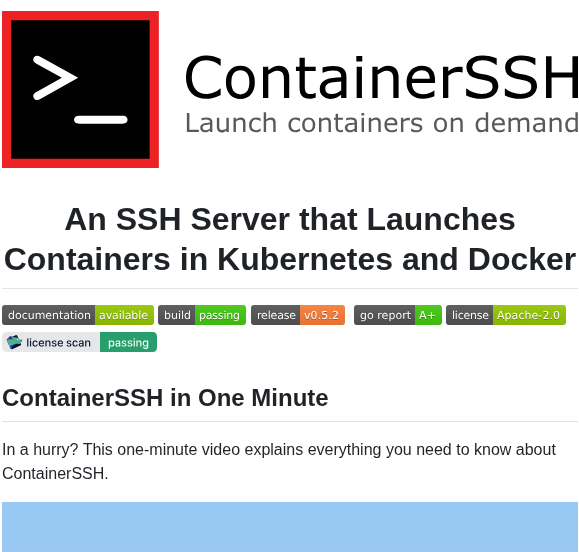 >_ ContainerSSH
Launch containers on demand
An SSH Server that Launches
Containers in Kubernetes and Docker
documentation available build passing release v0.5.2 go report A+ license Apache-2.0
license scan passing
ContainerSSH in One Minute
In a hurry? This one-minute video explains everything you need to know about
ContainerSSH.